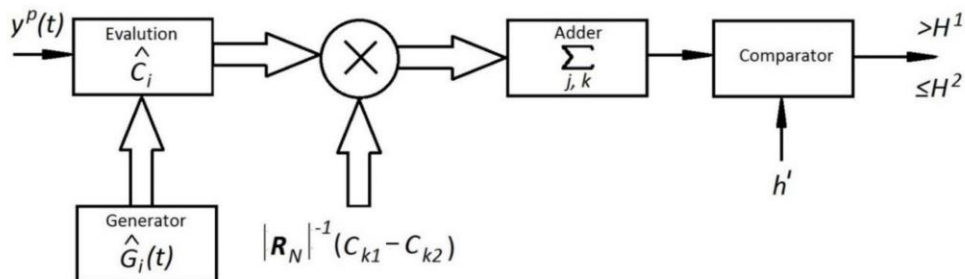 y^p(t)
Evalution
Ĉ_i
Generator
Ĝ_i(t)
|R_N|^-1 (C_k1 – C_k2)
Adder
∑
j, k
Comparator
h'
>H^1
≤H^2